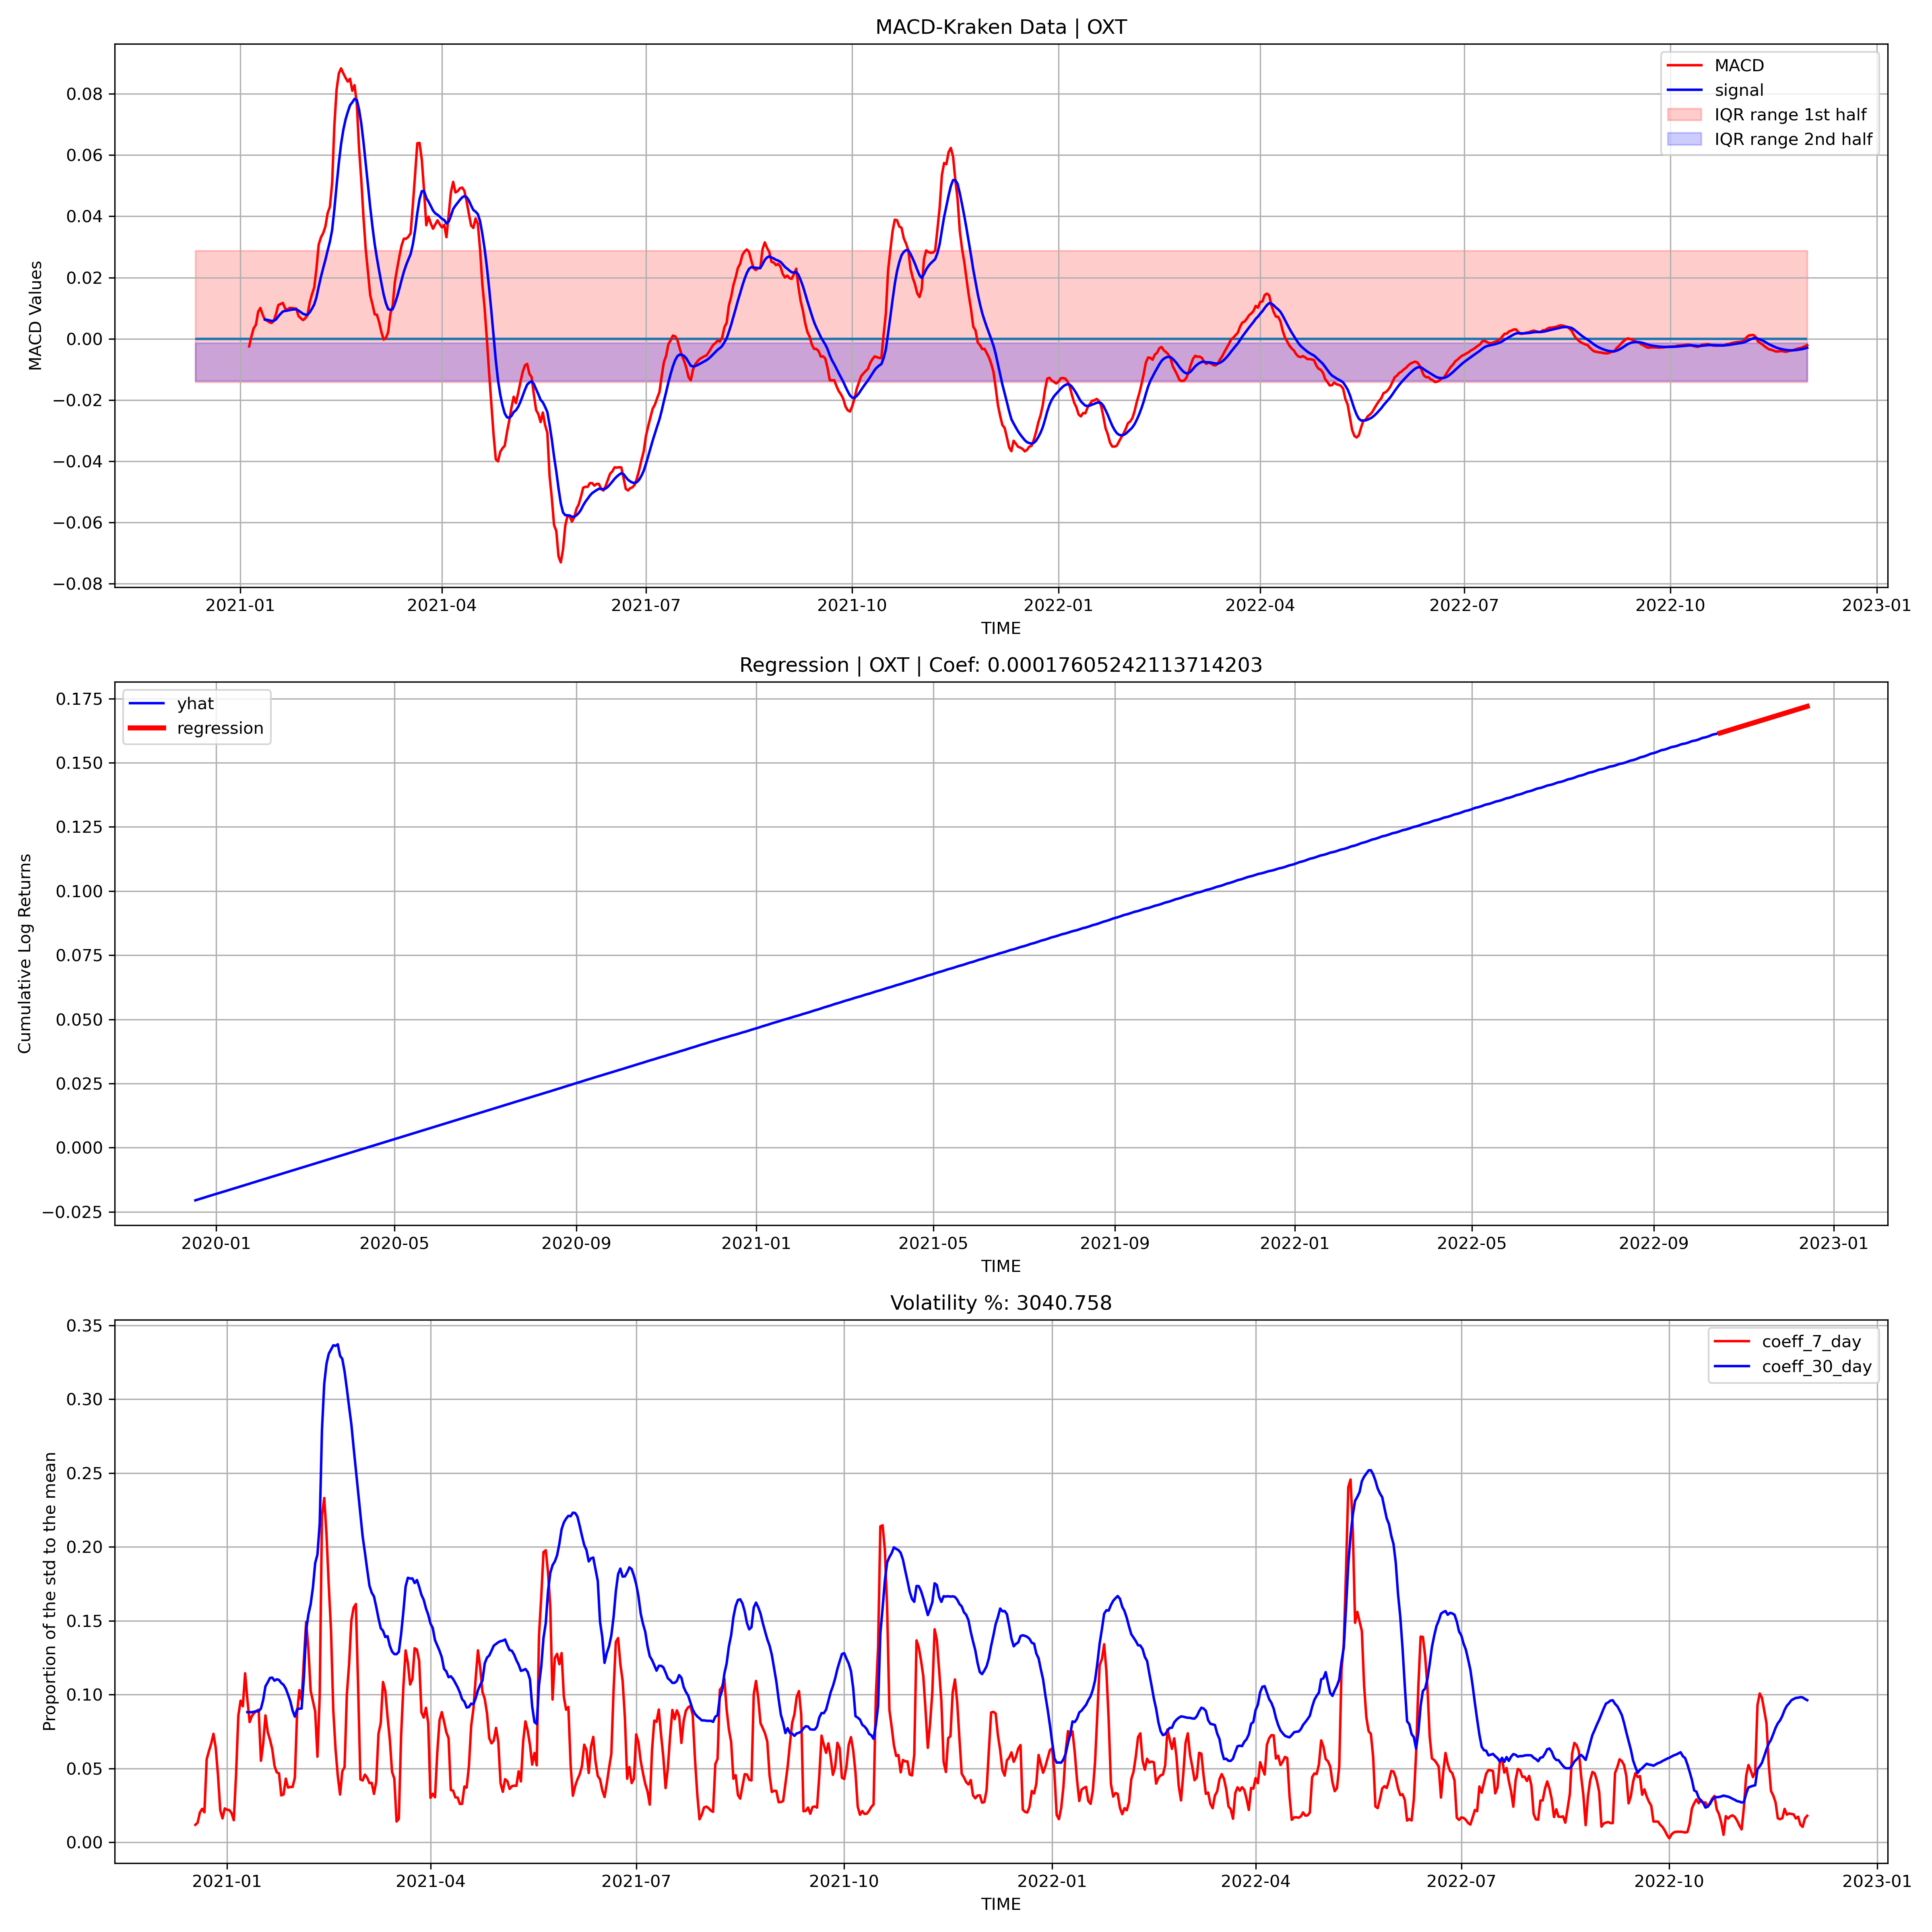 MACD-Kraken Data | OXT
MACD
signal
IQR range 1st half
IQR range 2nd half
MACD Values
0.08
0.06
0.04
0.02
0.00
−0.02
−0.04
−0.06
−0.08
2021-01 2021-04 2021-07 2021-10 2022-01 2022-04 2022-07 2022-10 2023-01
TIME
Regression | OXT | Coef: 0.00017605242113714203
yhat
regression
Cumulative Log Returns
0.175
0.150
0.125
0.100
0.075
0.050
0.025
0.000
−0.025
2020-01 2020-05 2020-09 2021-01 2021-05 2021-09 2022-01 2022-05 2022-09 2023-01
TIME
Volatility %: 3040.758
coeff_7_day
coeff_30_day
Proportion of the std to the mean
0.35
0.30
0.25
0.20
0.15
0.10
0.05
0.00
2021-01 2021-04 2021-07 2021-10 2022-01 2022-04 2022-07 2022-10 2023-01
TIME